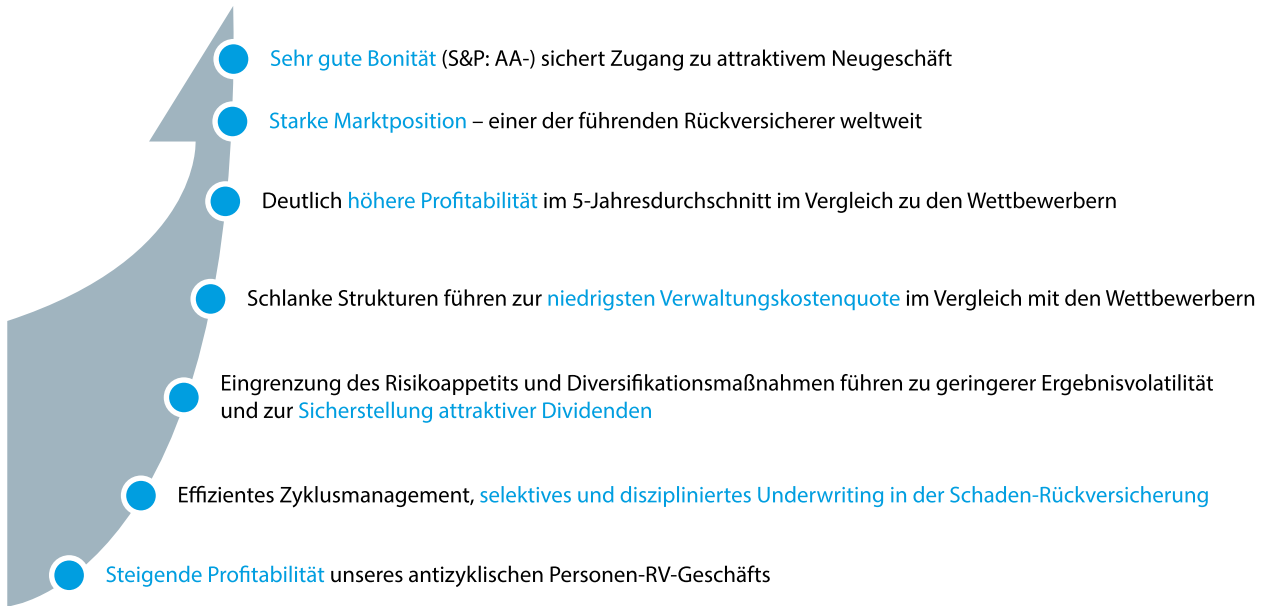 Sehr gute Bonität (S&P: AA-) sichert Zugang zu attraktivem Neugeschäft
Starke Marktposition – einer der führenden Rückversicherer weltweit
Deutlich höhere Profitabilität im 5-Jahresdurchschnitt im Vergleich zu den Wettbewerbern
Schlanke Strukturen führen zur niedrigsten Verwaltungskostenquote im Vergleich mit den Wettbewerbern
Eingrenzung des Risikoappetits und Diversifikationsmaßnahmen führen zu geringerer Ergebnisvolatilität
und zur Sicherstellung attraktiver Dividenden
Effizientes Zyklusmanagement, selektives und diszipliniertes Underwriting in der Schaden-Rückversicherung
Steigende Profitabilität unseres antizyklischen Personen-RV-Geschäfts